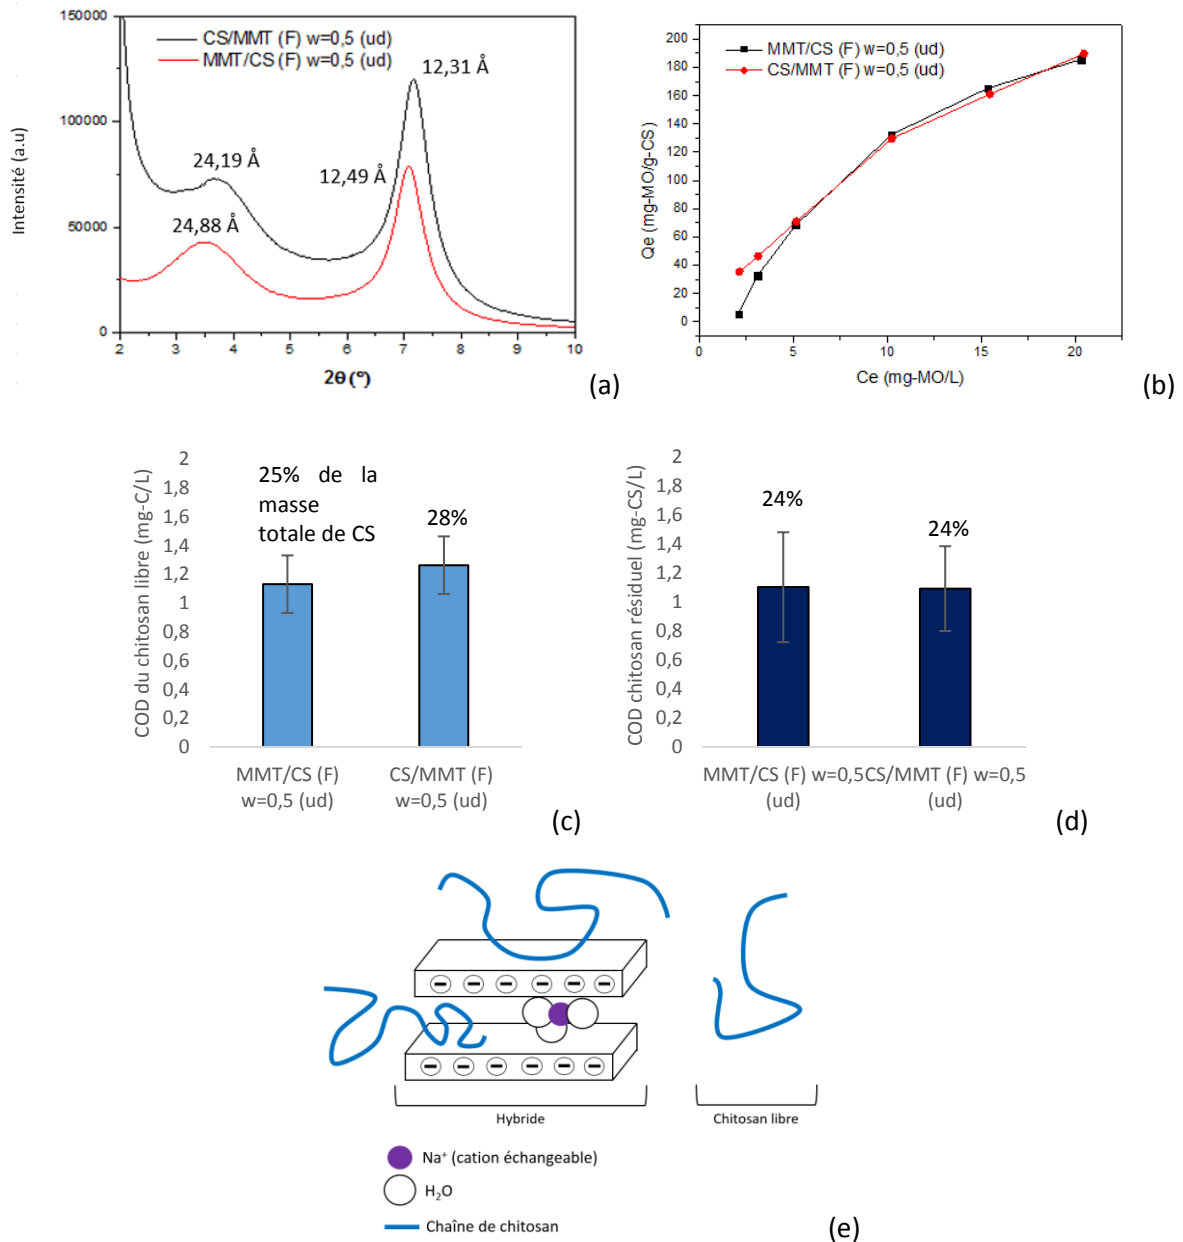 150000
100000
50000
0
Intensité (a.u)
CS/MMT (F) w=0,5 (ud)
MMT/CS (F) w=0,5 (ud)
12,31 Å
24,19 Å
12,49 Å
24,88 Å
2 3 4 5 6 7 8 9 10
2θ (°)
(a)
200
180
160
140
120
100
80
60
40
20
0
Qe (mg-MO/g-CS)
MMT/CS (F) w=0,5 (ud)
CS/MMT (F) w=0,5 (ud)
0 5 10 15 20
Ce (mg-MO/L)
(b)
COD du chitosan libre (mg-C/L)
2
1,8
1,6
1,4
1,2
1
0,8
0,6
0,4
0,2
0
25% de la
masse
totale de CS
28%
MMT/CS (F)
w=0,5 (ud)
CS/MMT (F)
w=0,5 (ud)
(c)
COD chitosan résiduel (mg-CS/L)
2
1,8
1,6
1,4
1,2
1
0,8
0,6
0,4
0,2
0
24%
24%
MMT/CS (F) w=0,5
(ud)
CS/MMT (F) w=0,5
(ud)
(d)
Hybride
Chitosan libre
Na⁺ (cation échangeable)
H₂O
Chaîne de chitosan
(e)